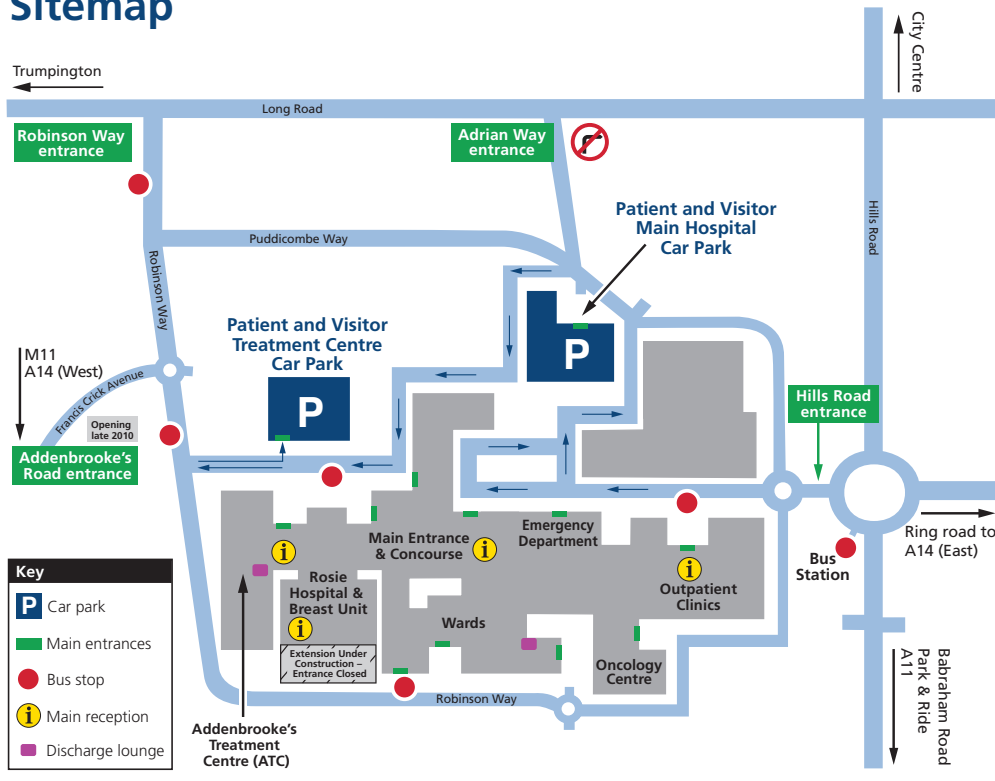 Sitemap
Trumpington
City Centre
Long Road
Robinson Way
entrance
Adrian Way
entrance
Patient and Visitor
Main Hospital
Car Park
Hills Road
Puddicombe Way
Robinson Way
Patient and Visitor
Treatment Centre
Car Park
P
P
M11
A14 (West)
Francis Crick Avenue
Opening
late 2010
Addenbrooke's
Road entrance
Hills Road
entrance
Ring road to
A14 (East)
Bus
Station
Main Entrance
& Concourse
i
Emergency
Department
i
Rosie
Hospital &
Breast Unit
i
i
Outpatient
Clinics
Wards
Extension Under
Construction –
Entrance Closed
Oncology
Centre
Robinson Way
Addenbrooke's
Treatment
Centre (ATC)
Babraham Road
Park & Ride
A11
Key
P Car park
Main entrances
Bus stop
i Main reception
Discharge lounge